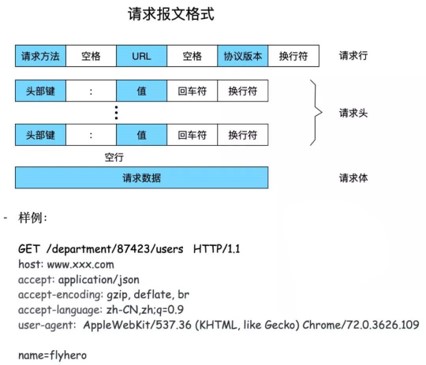 请求报文格式
请求方法 空格 URL 空格 协议版本 换行符 请求行
头部键 : 值 回车符 换行符
请求头
头部键 : 值 回车符 换行符
空行
请求数据 请求体
- 样例：
GET /department/87423/users HTTP/1.1
host: www.xxx.com
accept: application/json
accept-encoding: gzip, deflate, br
accept-language: zh-CN,zh;q=0.9
user-agent: AppleWebKit/537.36 (KHTML, like Gecko) Chrome/72.0.3626.109
name=flyhero